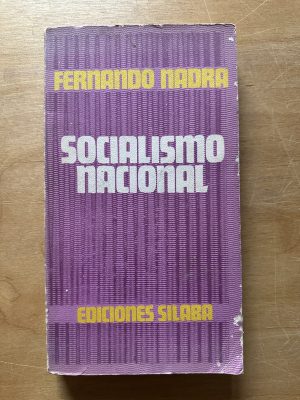 FERNANDO NADRA
SOCIALISMO
NACIONAL
EDICIONES SILABA